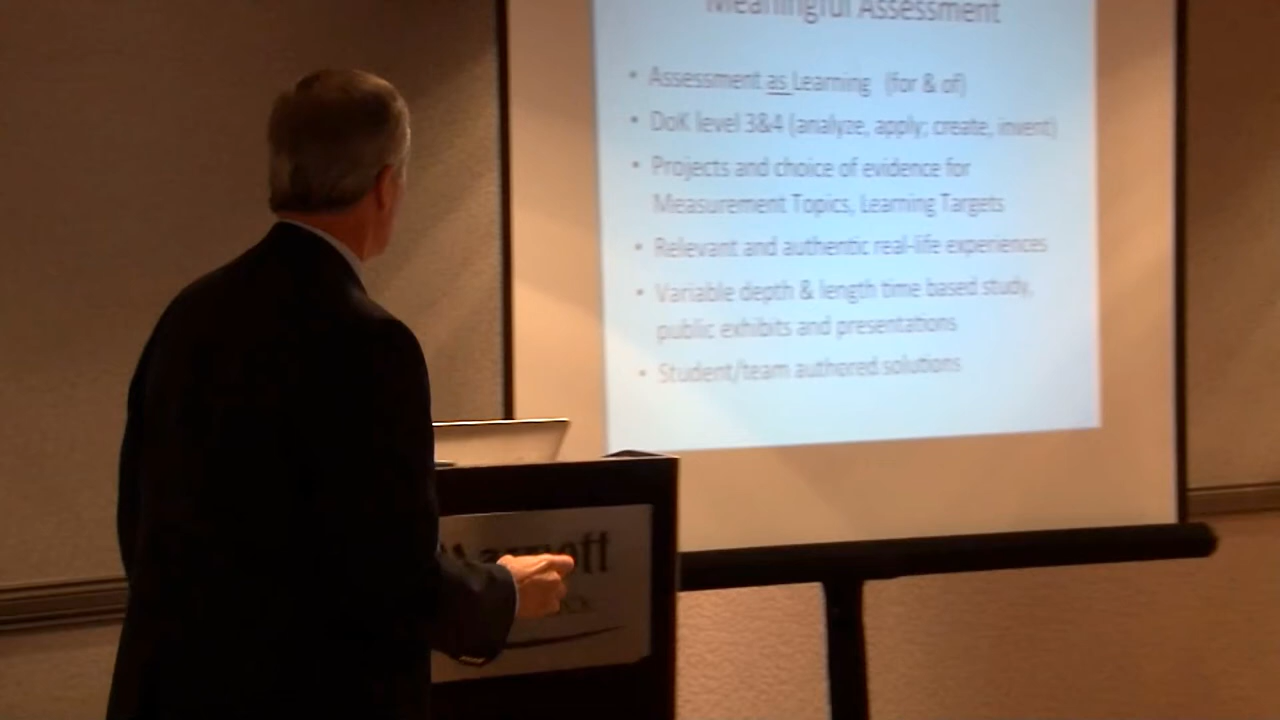 Meaningful Assessment
• Assessment as Learning (for & of)
• DoK level 3&4 (analyze, apply; create, invent)
• Projects and choice of evidence for
Measurement Topics, Learning Targets
• Relevant and authentic real-life experiences
• Variable depth & length time based study,
public exhibits and presentations
• Student/team authored solutions
Marriott